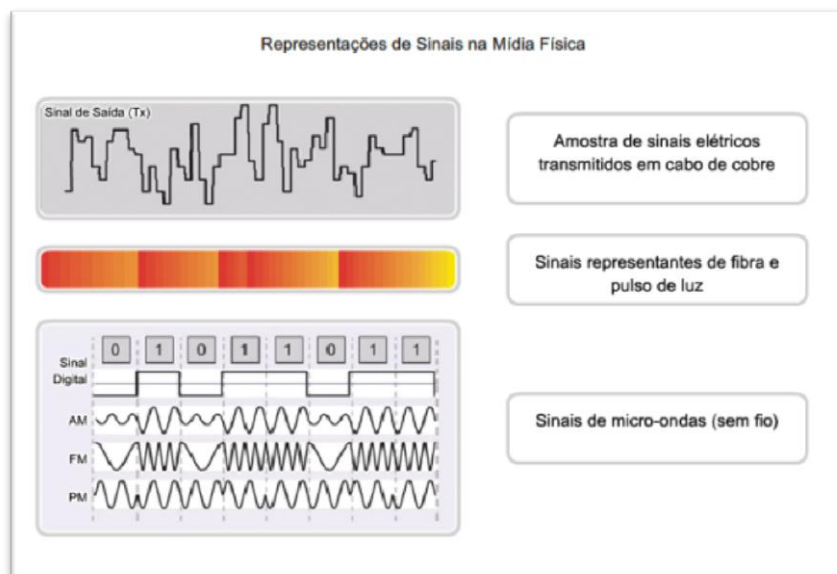 Representações de Sinais na Mídia Física
Sinal de Saída (Tx)
Amostra de sinais elétricos
transmitidos em cabo de cobre
Sinais representantes de fibra e
pulso de luz
0 1 0 1 1 0 1 1
Sinal
Digital
AM
FM
PM
Sinais de micro-ondas (sem fio)